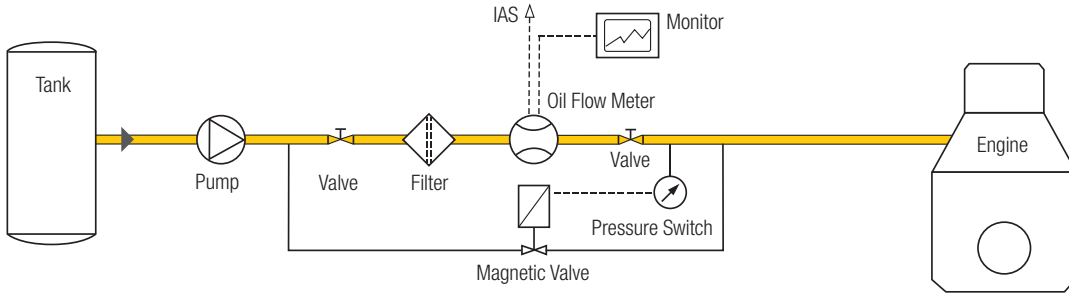 IAS
Monitor
Tank
Oil Flow Meter
Engine
Pump
Valve
Filter
Valve
Pressure Switch
Magnetic Valve